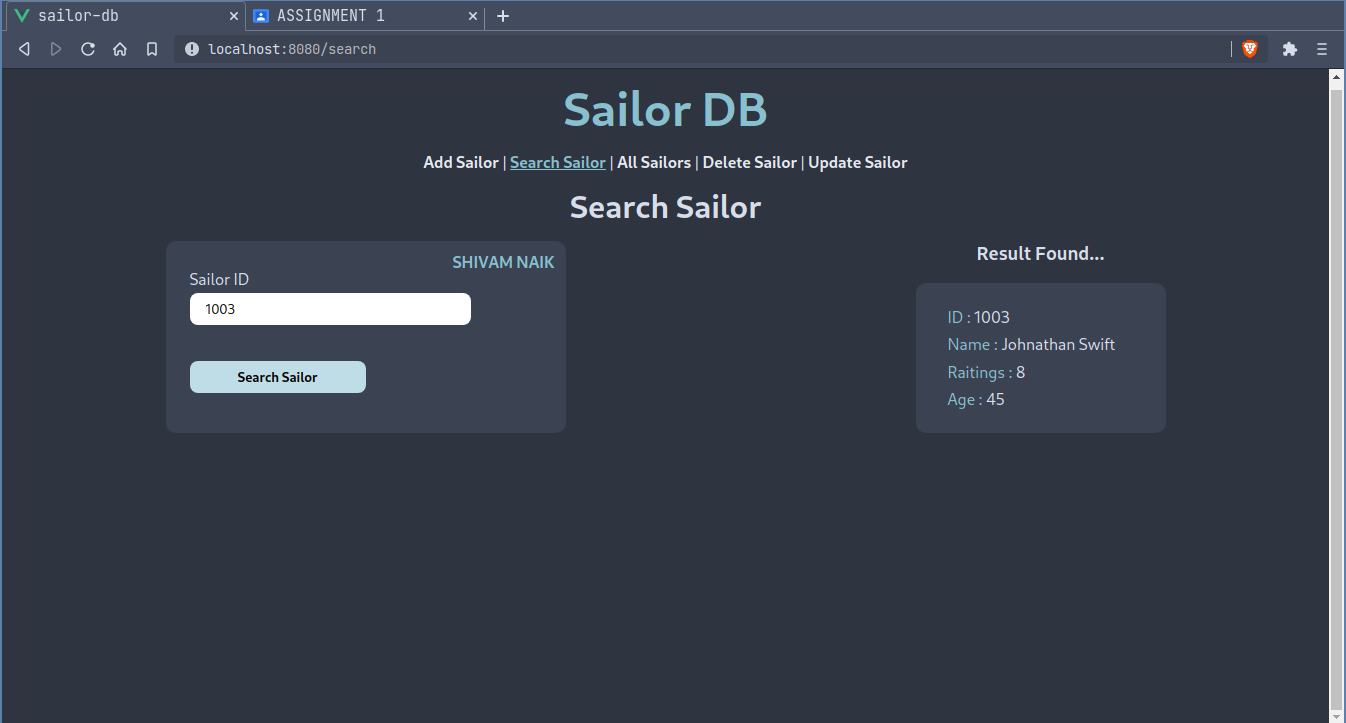 sailor-db
ASSIGNMENT 1
localhost:8080/search
Sailor DB
Add Sailor | Search Sailor | All Sailors | Delete Sailor | Update Sailor
Search Sailor
SHIVAM NAIK
Sailor ID
1003
Search Sailor
Result Found...
ID : 1003
Name : Johnathan Swift
Raitings : 8
Age : 45